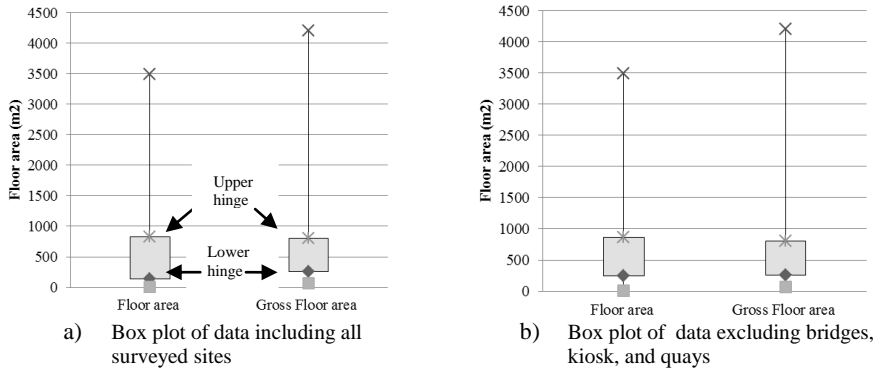 4500
4000
3500
3000
2500
2000
1500
1000
500
0
Floor area (m2)
Upper
hinge
Lower
hinge
Floor area
Gross Floor area
a) Box plot of data including all
surveyed sites
4500
4000
3500
3000
2500
2000
1500
1000
500
0
Floor area (m2)
Floor area
Gross Floor area
b) Box plot of data excluding bridges,
kiosk, and quays